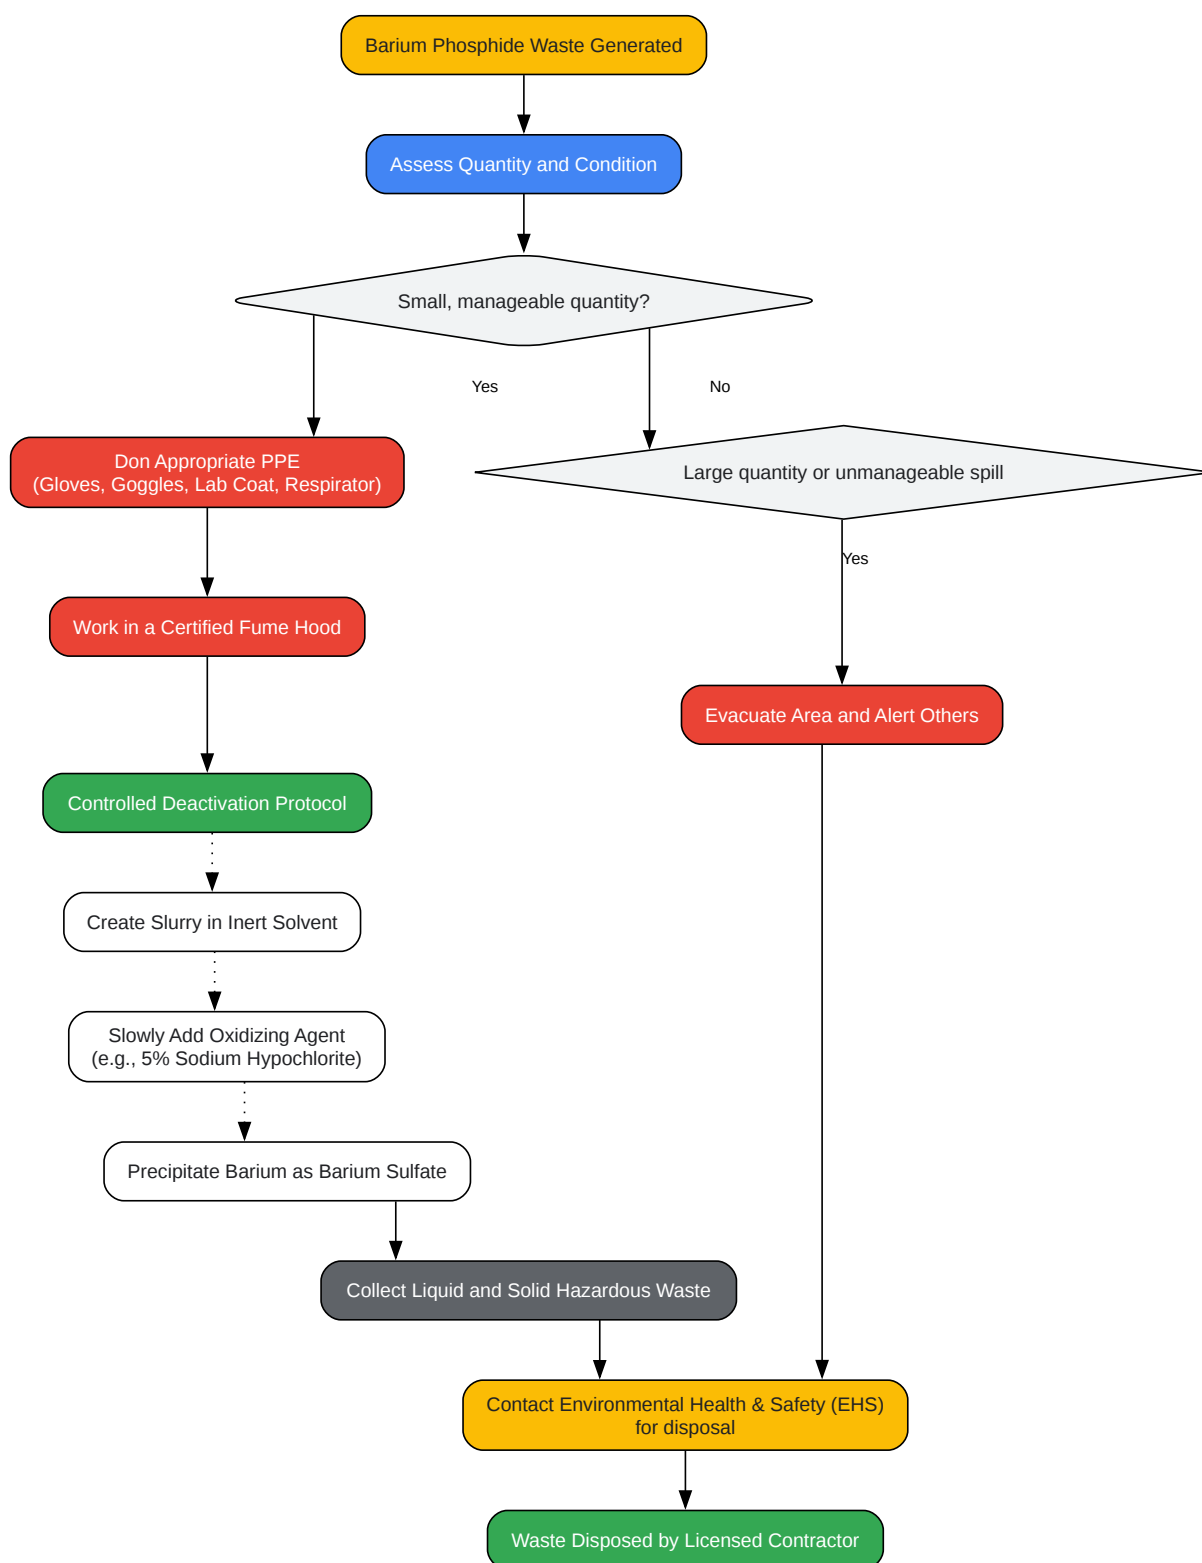 Barium Phosphide Waste Generated
Assess Quantity and Condition
Small, manageable quantity?
Yes
No
Don Appropriate PPE
(Gloves, Goggles, Lab Coat, Respirator)
Large quantity or unmanageable spill
Yes
Work in a Certified Fume Hood
Evacuate Area and Alert Others
Controlled Deactivation Protocol
Create Slurry in Inert Solvent
Slowly Add Oxidizing Agent
(e.g., 5% Sodium Hypochlorite)
Precipitate Barium as Barium Sulfate
Collect Liquid and Solid Hazardous Waste
Contact Environmental Health & Safety (EHS)
for disposal
Waste Disposed by Licensed Contractor